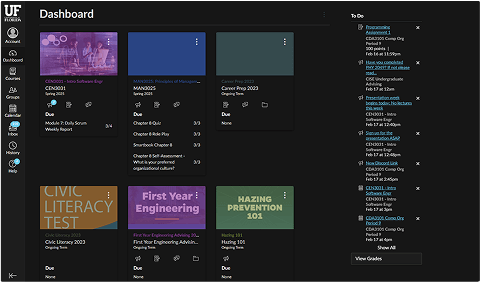 UF
FLORIDA
Account
Dashboard
Courses
Groups
Calendar
Inbox
History
Help
Dashboard
CEN3031 - Intro Software Engr
CEN3031
Spring 2023
Due
Module 7: Daily Scrum Weekly Report 3/4
MAN3025: Principles of Managem
MAN3025
Spring 2023
Due
Chapter 8 Quiz 3/3
Chapter 8 Role Play 3/3
Smartbook Chapter 8 3/3
Chapter 8 Self-Assessment - What is your preferred organizational culture? 3/3
Career Prep 2023
Career Prep 2023
Ongoing Term
Due
None
CIVIC
LITERACY
TEST
Civic Literacy 2023
Civic Literacy 2023
Ongoing Term
Due
None
First Year
Engineering
First Year Engineering Advising 20
First Year Engineering Advisin...
Ongoing Term
Due
None
HAZING
PREVENTION
101
Hazing 101
Hazing 101
Ongoing Term
Due
None
To Do
Programming
Assignment 1
CDA3101 Comp Org
Period 9
100 points
Feb 16 at 11:59pm
Have you completed
PHY 2049? If not please
read...
CISE Undergraduate
Advising
Feb 17 at 12am
Presentation week
begins today: No lectures
this week
CEN3031 - Intro
Software Engr
Feb 17 at 12:40pm
Sign up for the
presentation ASAP
CEN3031 - Intro
Software Engr
Feb 17 at 12:48pm
New Discord Link
CDA3101 Comp Org
Period 9
Feb 17 at 2:45pm
CEN3031 - Intro
Software Engr
Feb 17 at 3pm
CDA3101 Comp Org
Period 9
Feb 17 at 4pm
Show All
View Grades